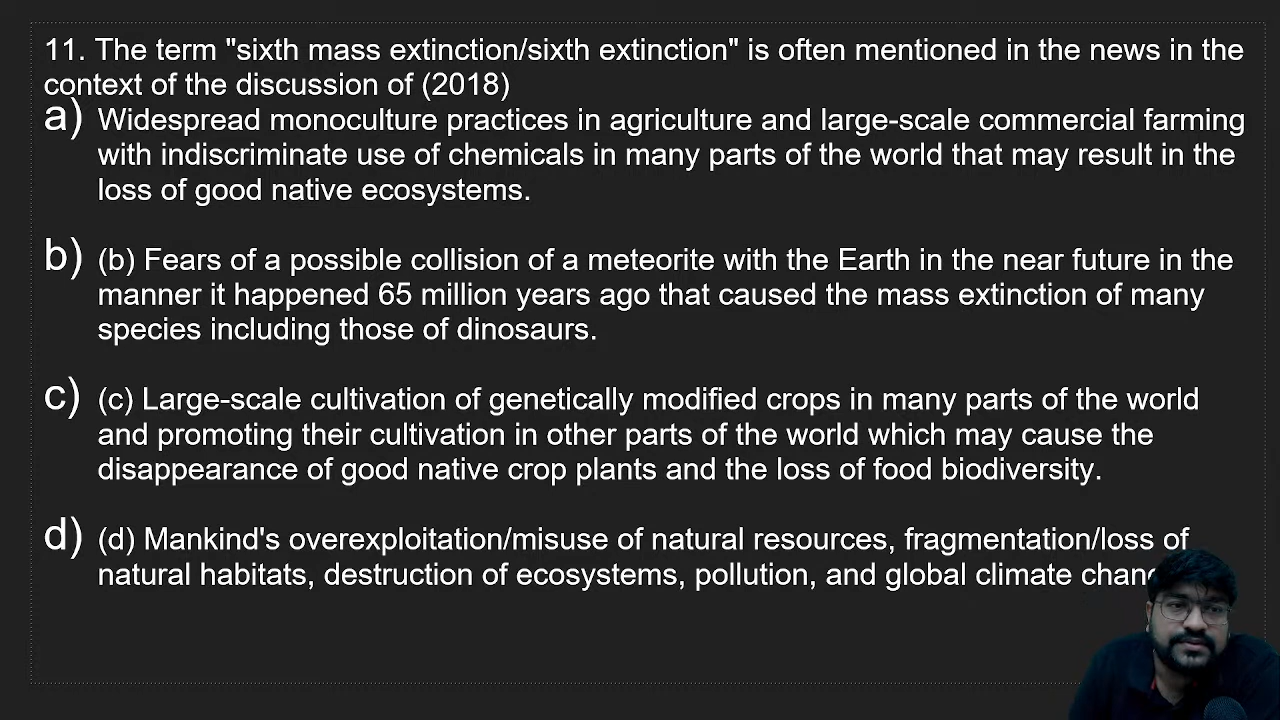 11. The term "sixth mass extinction/sixth extinction" is often mentioned in the news in the
context of the discussion of (2018)
a) Widespread monoculture practices in agriculture and large-scale commercial farming
with indiscriminate use of chemicals in many parts of the world that may result in the
loss of good native ecosystems.
b) (b) Fears of a possible collision of a meteorite with the Earth in the near future in the
manner it happened 65 million years ago that caused the mass extinction of many
species including those of dinosaurs.
c) (c) Large-scale cultivation of genetically modified crops in many parts of the world
and promoting their cultivation in other parts of the world which may cause the
disappearance of good native crop plants and the loss of food biodiversity.
d) (d) Mankind's overexploitation/misuse of natural resources, fragmentation/loss of
natural habitats, destruction of ecosystems, pollution, and global climate